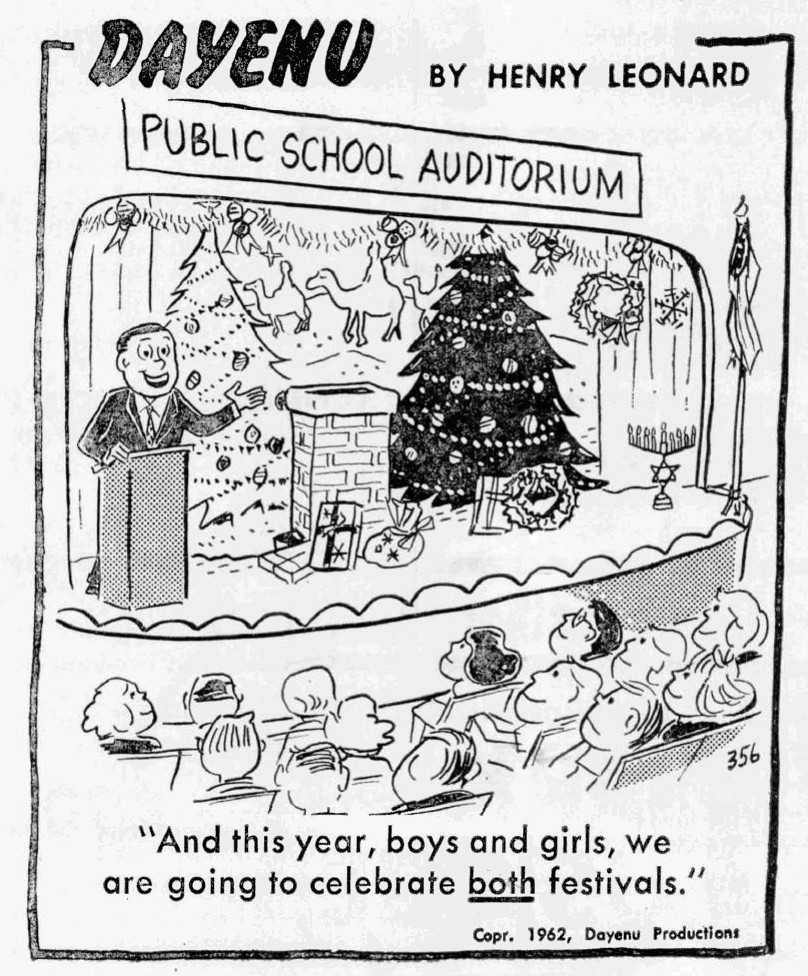 DAYENU
BY HENRY LEONARD
PUBLIC SCHOOL AUDITORIUM
356
"And this year, boys and girls, we
are going to celebrate both festivals."
Copr. 1962, Dayenu Productions